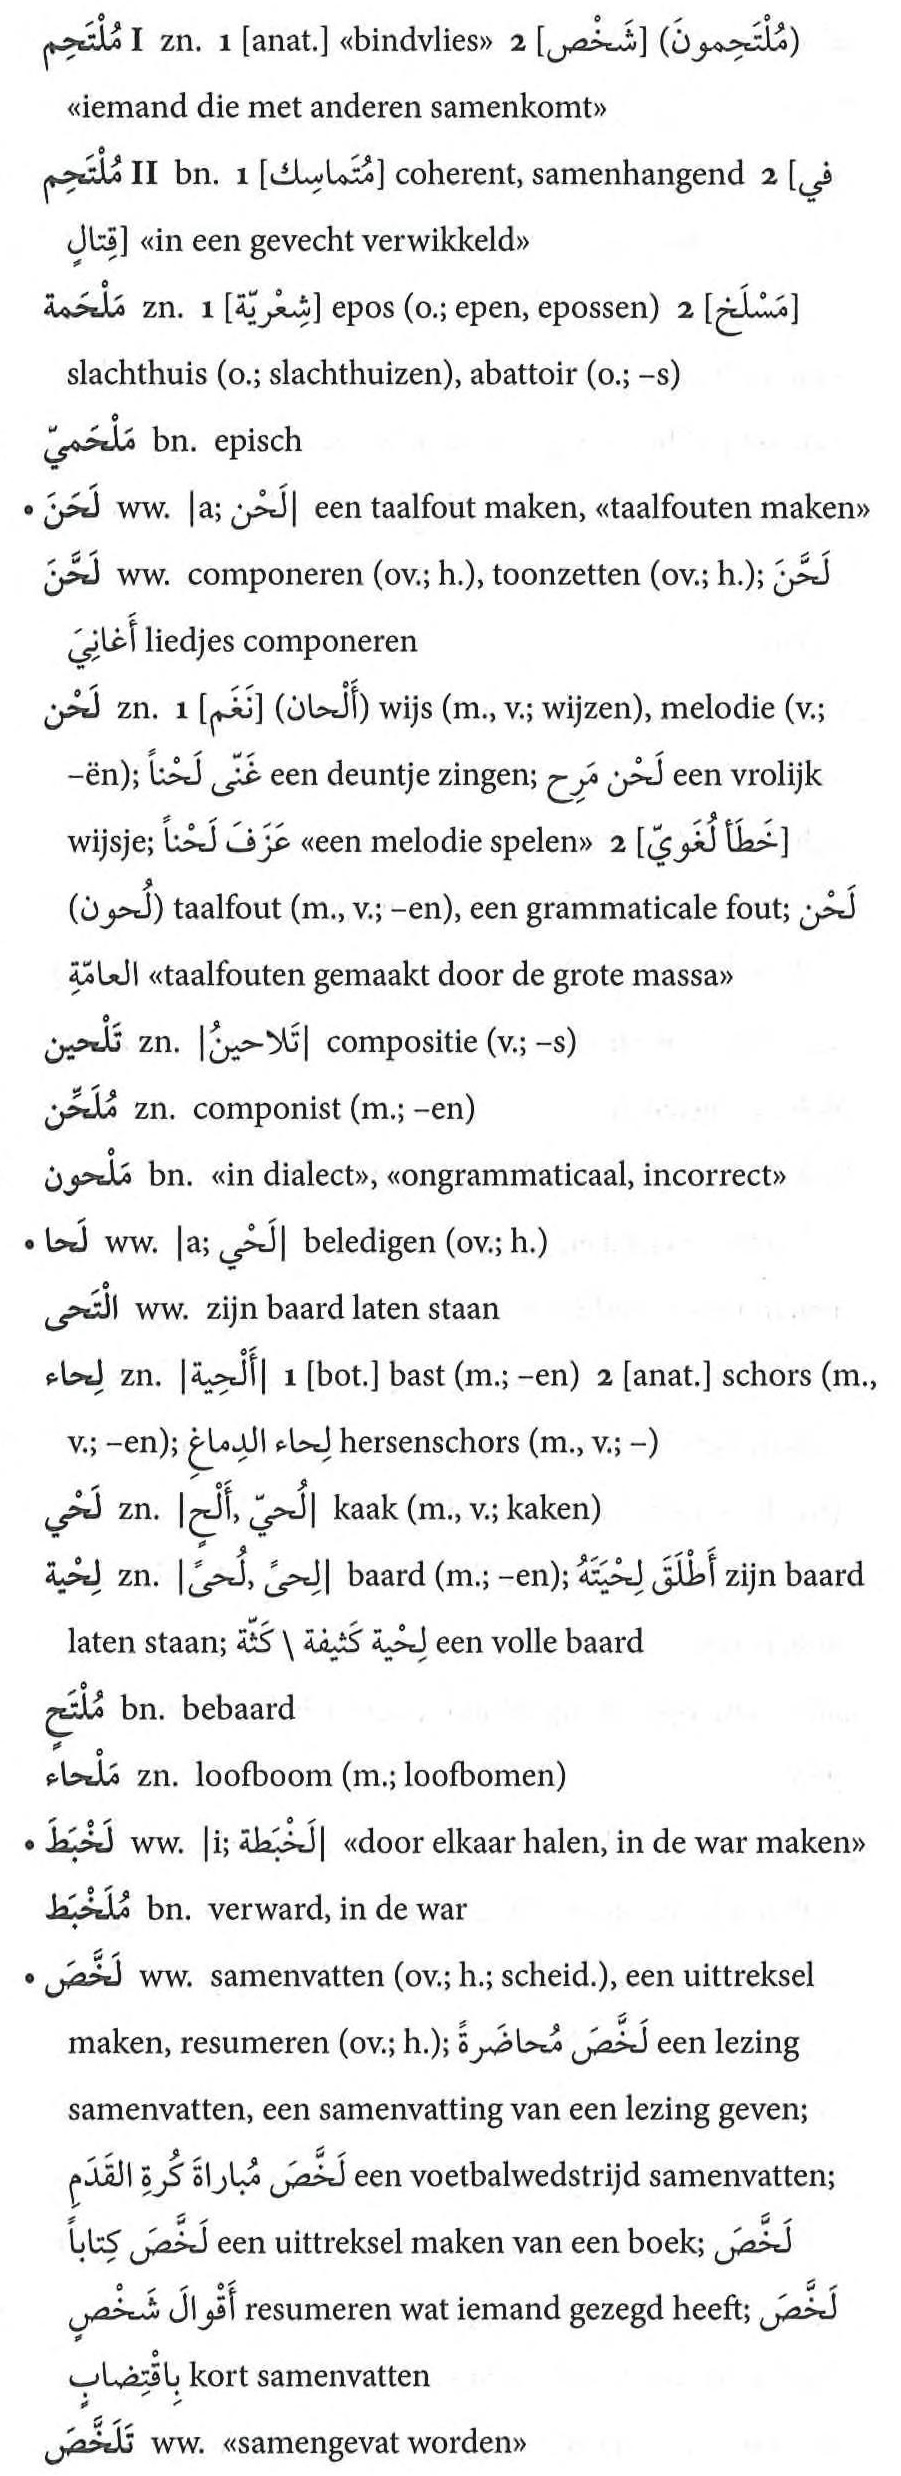 مُلْتَحِم I zn. 1 [anat.] «bindvlies» 2 [شَخْص] (مُلْتَحِمونَ)
«iemand die met anderen samenkomt»
مُلْتَحِم II bn. 1 [مُتَماسِك] coherent, samenhangend 2 [في
قِتالٍ] «in een gevecht verwikkeld»
مَلْحَمة zn. 1 [شِعْريّة] epos (o.; epen, epossen) 2 [مَسْلَخ]
slachthuis (o.; slachthuizen), abattoir (o.; –s)
مَلْحَميّ bn. episch
• لَحَنَ ww. |a; لَحْن| een taalfout maken, «taalfouten maken»
لَحَّنَ ww. componeren (ov.; h.), toonzetten (ov.; h.); لَحَّنَ
أَغانِيَ liedjes componeren
لَحْن zn. 1 [نَغَم] (أَلْحان) wijs (m., v.; wijzen), melodie (v.;
–ën); غَنّى لَحْناً een deuntje zingen; لَحْن مَرِح een vrolijk
wijsje; عَزَفَ لَحْناً «een melodie spelen» 2 [خَطَأ لُغَويّ]
(لُحون) taalfout (m., v.; –en), een grammaticale fout; لَحْن
العامّةِ «taalfouten gemaakt door de grote massa»
تَلْحين zn. |تَلاحينُ| compositie (v.; –s)
مُلَحِّن zn. componist (m.; –en)
مَلْحون bn. «in dialect», «ongrammaticaal, incorrect»
• لَحا ww. |a; لَحْي| beledigen (ov.; h.)
الْتَحى ww. zijn baard laten staan
لِحاء zn. |أَلْحِية| 1 [bot.] bast (m.; –en) 2 [anat.] schors (m.,
v.; –en); لِحاء الدِماغِ hersenschors (m., v.; –)
لَحْي zn. |أَلْحٍ, لُحيّ| kaak (m., v.; kaken)
لِحْية zn. |لِحىً, لُحىً| baard (m.; –en); أَطْلَقَ لِحْيَتَهُ zijn baard
laten staan; لِحْية كَثيفة \ كَثّة een volle baard
مُلْتَحٍ bn. bebaard
مَلْحاء zn. loofboom (m.; loofbomen)
• لَخْبَطَ ww. |i; لَخْبَطة| «door elkaar halen, in de war maken»
مُلَخْبَط bn. verward, in de war
• لَخَّصَ ww. samenvatten (ov.; h.; scheid.), een uittreksel
maken, resumeren (ov.; h.); لَخَّصَ مُحاضَرةً een lezing
samenvatten, een samenvatting van een lezing geven;
لَخَّصَ مُباراةَ كُرةِ القَدَمِ een voetbalwedstrijd samenvatten;
لَخَّصَ كِتاباً een uittreksel maken van een boek; لَخَّصَ
أَقْوالَ شَخْصٍ resumeren wat iemand gezegd heeft; لَخَّصَ
بِاقْتِضابٍ kort samenvatten
تَلَخَّصَ ww. «samengevat worden»